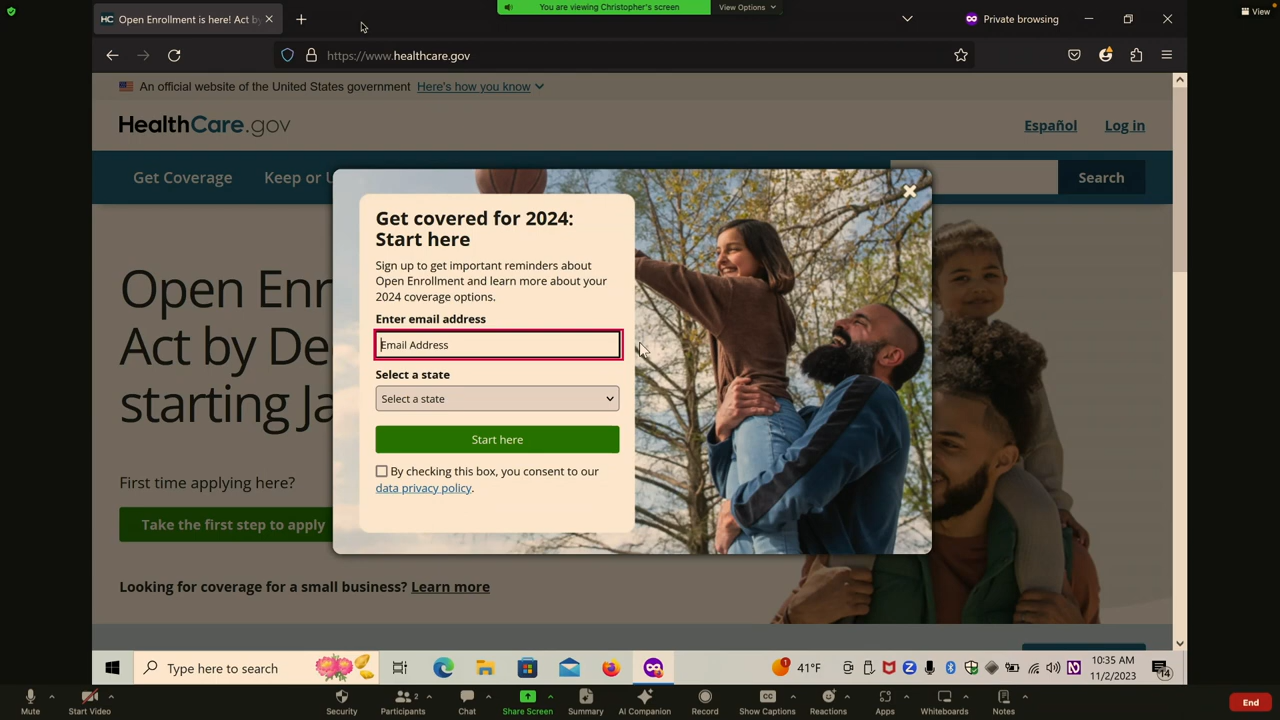 You are viewing Christopher's screen
View Options
View
HC Open Enrollment is here! Act by
Private browsing
https://www.healthcare.gov
An official website of the United States government Here's how you know
HealthCare.gov
Español Log in
Get Coverage Keep or U
Search
Get covered for 2024:
Start here
Sign up to get important reminders about
Open Enrollment and learn more about your
2024 coverage options.
Enter email address
Email Address
Select a state
Select a state
Start here
By checking this box, you consent to our
data privacy policy.
Open Enr
Act by De
starting Ja
First time applying here?
Take the first step to apply
Looking for coverage for a small business? Learn more
Type here to search
1
41°F
10:35 AM
11/2/2023
14
Mute
Start Video
Security
Participants 2
Chat
Share Screen
Summary
AI Companion
Record
CC
Show Captions
Reactions
Apps
Whiteboards
Notes
End